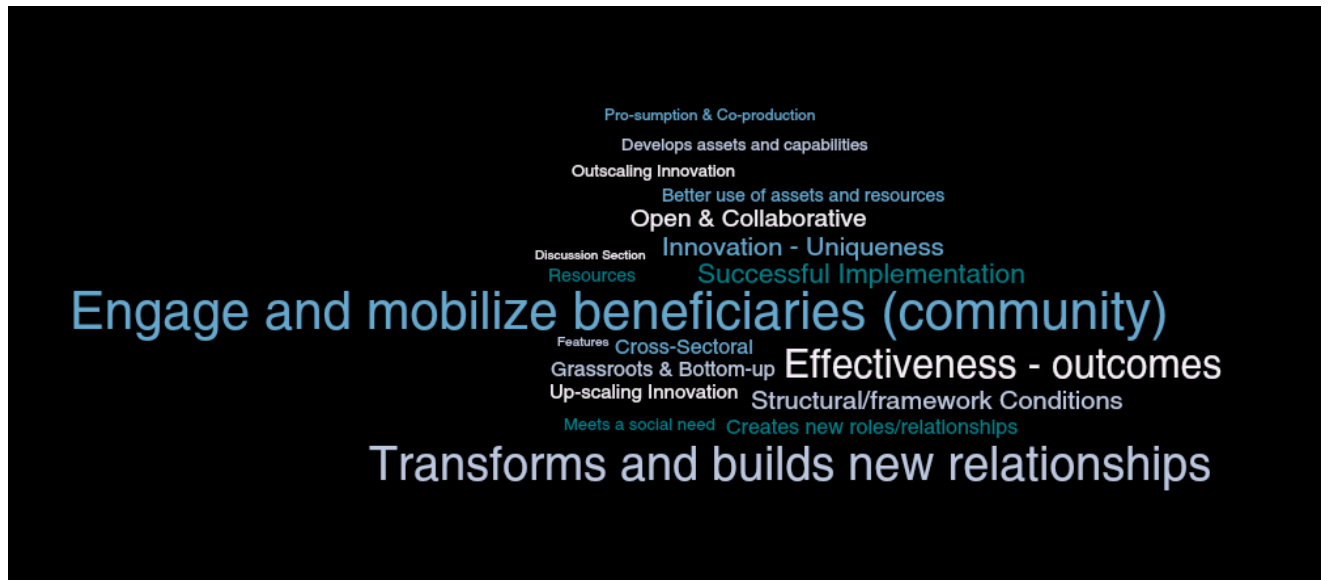 Pro-sumption & Co-production
Develops assets and capabilities
Outscaling Innovation
Better use of assets and resources
Open & Collaborative
Innovation - Uniqueness
Discussion Section
Resources
Successful Implementation
Engage and mobilize beneficiaries (community)
Features
Cross-Sectoral
Effectiveness - outcomes
Grassroots & Bottom-up
Up-scaling Innovation
Structural/framework Conditions
Meets a social need
Creates new roles/relationships
Transforms and builds new relationships